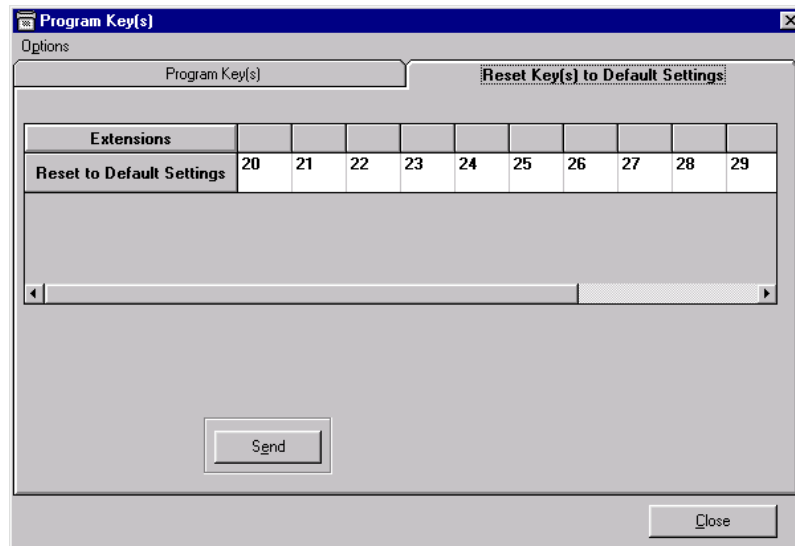 Program Key(s)
Options
Program Key(s) Reset Key(s) to Default Settings
Extensions
Reset to Default Settings 20 21 22 23 24 25 26 27 28 29
Send
Close